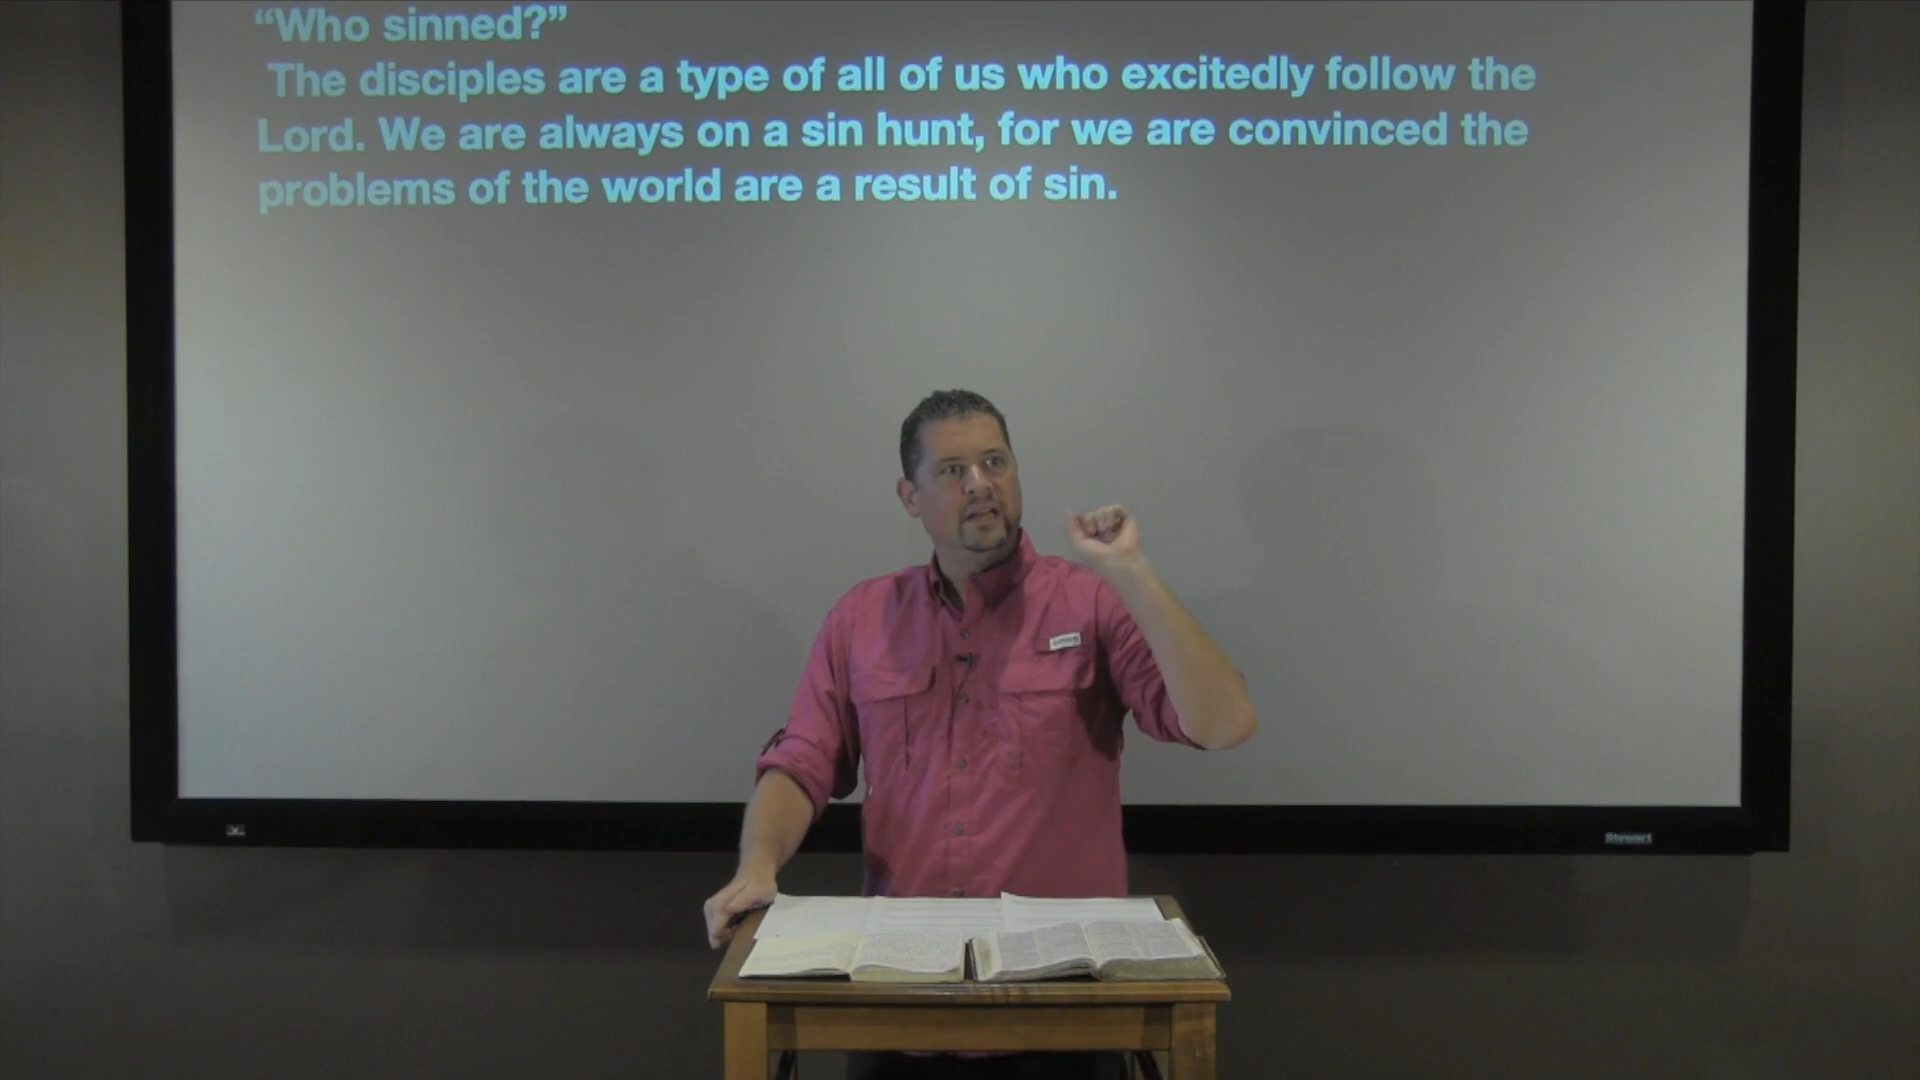 “Who sinned?”
The disciples are a type of all of us who excitedly follow the
Lord. We are always on a sin hunt, for we are convinced the
problems of the world are a result of sin.
Stewart